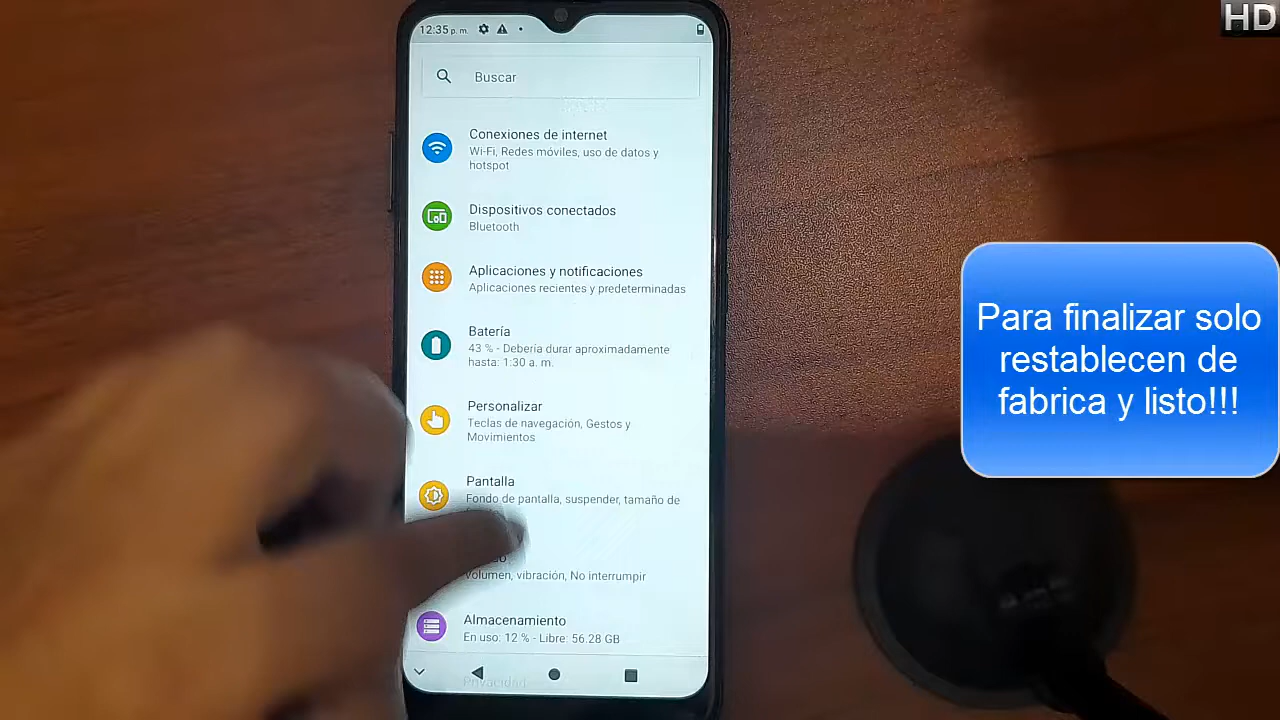 HD
12:35 p. m.
Buscar
Conexiones de internet
Wi-Fi, Redes móviles, uso de datos y
hotspot
Dispositivos conectados
Bluetooth
Aplicaciones y notificaciones
Aplicaciones recientes y predeterminadas
Batería
43 % - Debería durar aproximadamente
hasta: 1:30 a. m.
Personalizar
Teclas de navegación, Gestos y
Movimientos
Pantalla
Fondo de pantalla, suspender, tamaño de
Volumen, vibración, No interrumpir
Almacenamiento
En uso: 12 % - Libre: 56.28 GB
Privacidad
Para finalizar solo
restablecen de
fabrica y listo!!!